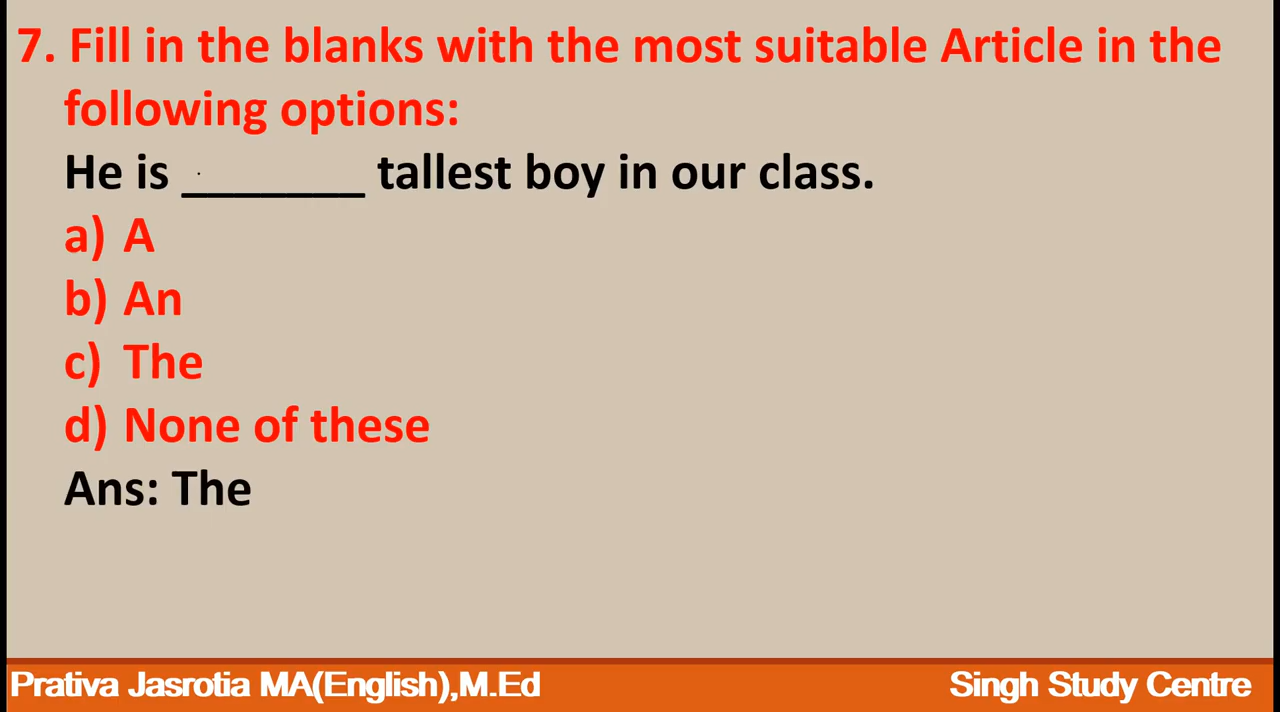 7. Fill in the blanks with the most suitable Article in the
following options:
He is _______ tallest boy in our class.
a) A
b) An
c) The
d) None of these
Ans: The
Prativa Jasrotia MA(English),M.Ed
Singh Study Centre